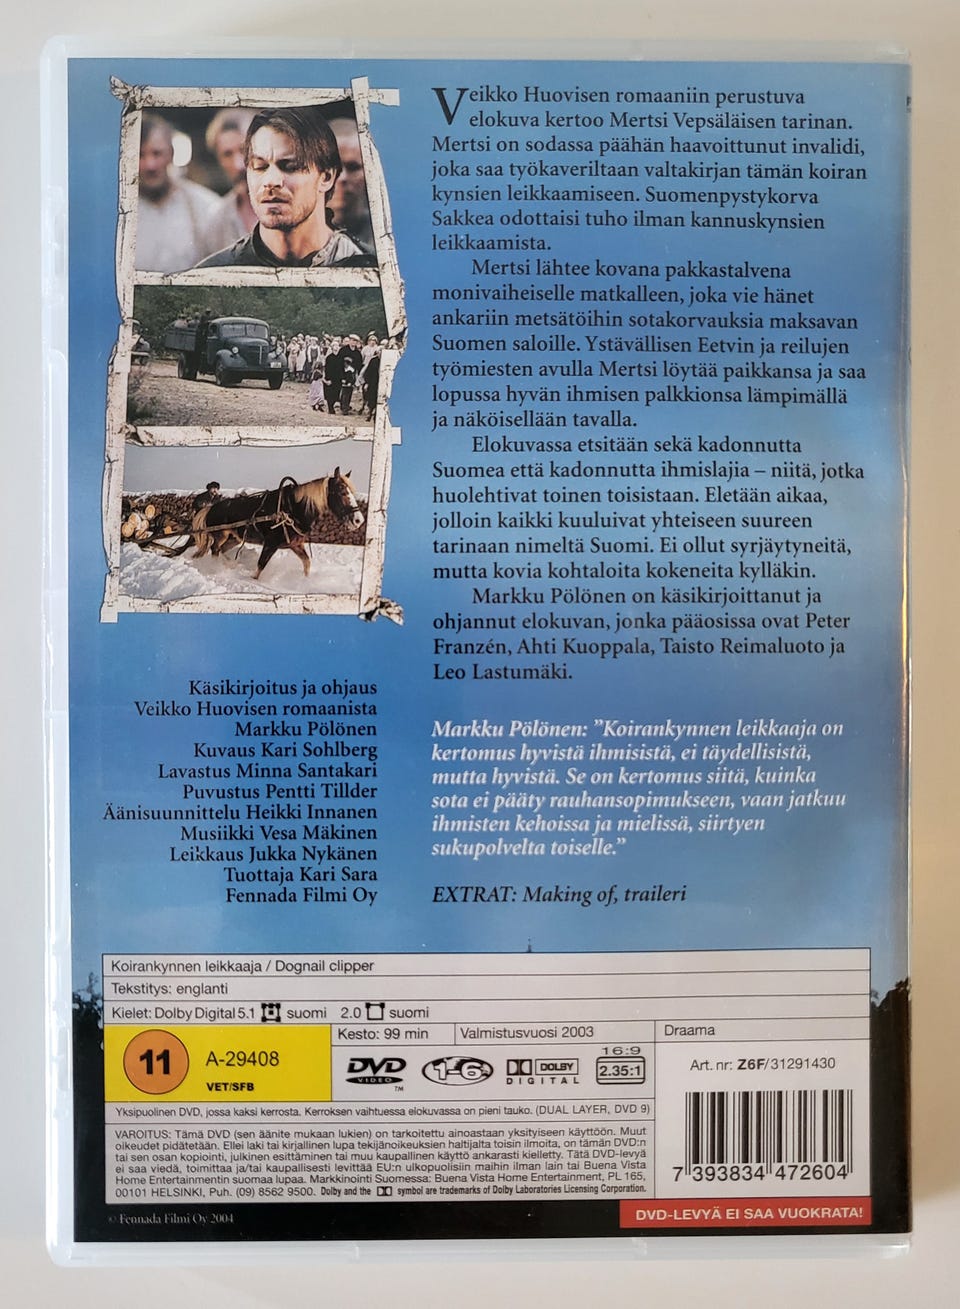 Veikko Huovisen romaaniin perustuva
elokuva kertoo Mertsi Vepsäläisen tarinan.
Mertsi on sodassa päähän haavoittunut invalidi,
joka saa työkaveriltaan valtakirjan tämän koiran
kynsien leikkaamiseen. Suomenpystykorva
Sakkea odottaisi tuho ilman kannuskynsien
leikkaamista.
Mertsi lähtee kovana pakkastalvena
monivaiheiselle matkalleen, joka vie hänet
ankariin metsätöihin sotakorvauksia maksavan
Suomen saloille. Ystävällisen Eetvin ja reilujen
työmiesten avulla Mertsi löytää paikkansa ja saa
lopussa hyvän ihmisen palkkionsa lämpimällä
ja näköisellään tavalla.
Elokuvassa etsitään sekä kadonnutta
Suomea että kadonnutta ihmislajia – niitä, jotka
huolehtivat toinen toisistaan. Eletään aikaa,
jolloin kaikki kuuluivat yhteiseen suureen
tarinaan nimeltä Suomi. Ei ollut syrjäytyneitä,
mutta kovia kohtaloita kokeneita kylläkin.
Markku Pölönen on käsikirjoittanut ja
ohjannut elokuvan, jonka pääosissa ovat Peter
Franzén, Ahti Kuoppala, Taisto Reimaluoto ja
Leo Lastumäki.
Markku Pölönen: ”Koirankynnen leikkaaja on
kertomus hyvistä ihmisistä, ei täydellisistä,
mutta hyvistä. Se on kertomus siitä, kuinka
sota ei pääty rauhansopimukseen, vaan jatkuu
ihmisten kehoissa ja mielissä, siirtyen
sukupolvelta toiselle.”
EXTRAT: Making of, traileri
Käsikirjoitus ja ohjaus
Veikko Huovisen romaanista
Markku Pölönen
Kuvaus Kari Sohlberg
Lavastus Minna Santakari
Puvustus Pentti Tillder
Äänisuunnittelu Heikki Innanen
Musiikki Vesa Mäkinen
Leikkaus Jukka Nykänen
Tuottaja Kari Sara
Fennada Filmi Oy
Koirankynnen leikkaaja / Dognail clipper
Tekstitys: englanti
Kielet: Dolby Digital 5.1 suomi 2.0 suomi
11 A-29408
VET/SFB
Kesto: 99 min
Valmistusvuosi 2003
Draama
DVD VIDEO TM
1-6
DOLBY DIGITAL
16:9
2.35:1
Art. nr: Z6F/31291430
Yksipuolinen DVD, jossa kaksi kerrosta. Kerroksen vaihtuessa elokuvassa on pieni tauko. (DUAL LAYER, DVD 9)
VAROITUS: Tämä DVD (sen äänite mukaan lukien) on tarkoitettu ainoastaan yksityiseen käyttöön. Muut
oikeudet pidätetään. Ellei laki tai kirjallinen lupa tekijänoikeuksien haltijalta toisin ilmoita, on tämän DVD:n
tai sen osan kopiointi, julkinen esittäminen tai muu kaupallinen käyttö ankarasti kielletty. Tätä DVD-levyä
ei saa viedä, toimittaa ja/tai kaupallisesti levittää EU:n ulkopuolisiin maihin ilman lain tai Buena Vista
Home Entertainmentin suomaa lupaa. Markkinointi Suomessa: Buena Vista Home Entertainment, PL 165,
00101 HELSINKI, Puh. (09) 8562 9500. Dolby and the symbol are trademarks of Dolby Laboratories Licensing Corporation.
7 393834 472604
© Fennada Filmi Oy 2004
DVD-LEVYÄ EI SAA VUOKRATA!